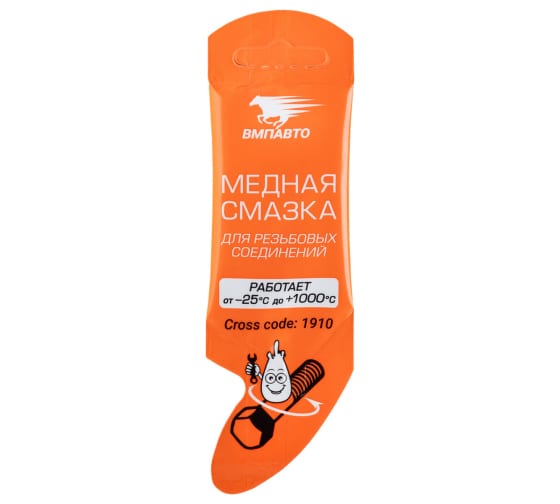 ВМПАВТО
МЕДНАЯ
СМАЗКА
ДЛЯ РЕЗЬБОВЫХ
СОЕДИНЕНИЙ
РАБОТАЕТ
от –25°С до +1000°С
Cross code: 1910